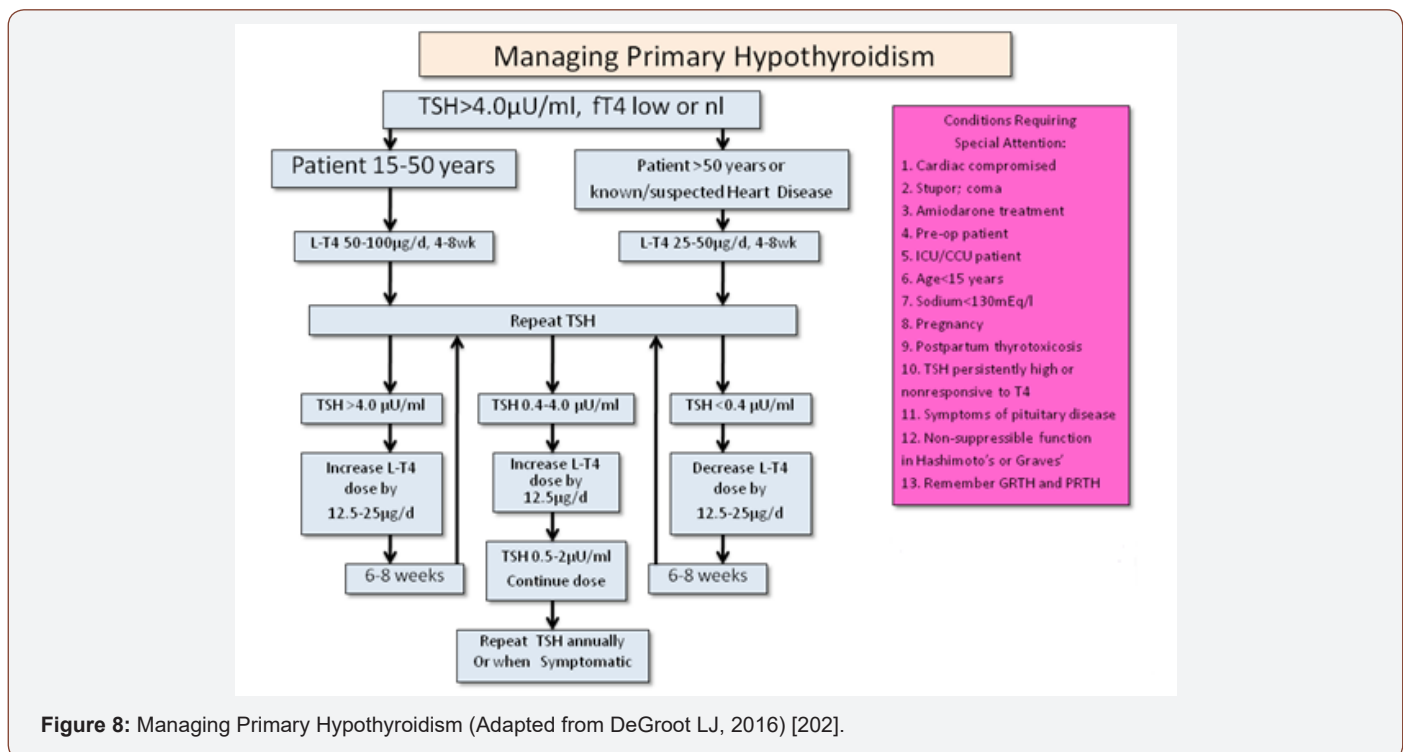 Managing Primary Hypothyroidism
TSH>4.0µU/ml, fT4 low or nl
Patient 15-50 years
Patient >50 years or
known/suspected Heart Disease
L-T4 50-100µg/d, 4-8wk
L-T4 25-50µg/d, 4-8wk
Repeat TSH
TSH >4.0 µU/ml
TSH 0.4-4.0 µU/ml
TSH <0.4 µU/ml
Increase L-T4
dose by
12.5-25µg/d
Increase L-T4
dose by
12.5µg/d
Decrease L-T4
dose by
12.5-25µg/d
6-8 weeks
TSH 0.5-2µU/ml
Continue dose
6-8 weeks
Repeat TSH annually
Or when Symptomatic
Conditions Requiring
Special Attention:
1. Cardiac compromised
2. Stupor; coma
3. Amiodarone treatment
4. Pre-op patient
5. ICU/CCU patient
6. Age<15 years
7. Sodium<130mEq/l
8. Pregnancy
9. Postpartum thyrotoxicosis
10. TSH persistently high or
nonresponsive to T4
11. Symptoms of pituitary disease
12. Non-suppressible function
in Hashimoto's or Graves'
13. Remember GRTH and PRTH
Figure 8: Managing Primary Hypothyroidism (Adapted from DeGroot LJ, 2016) [202].